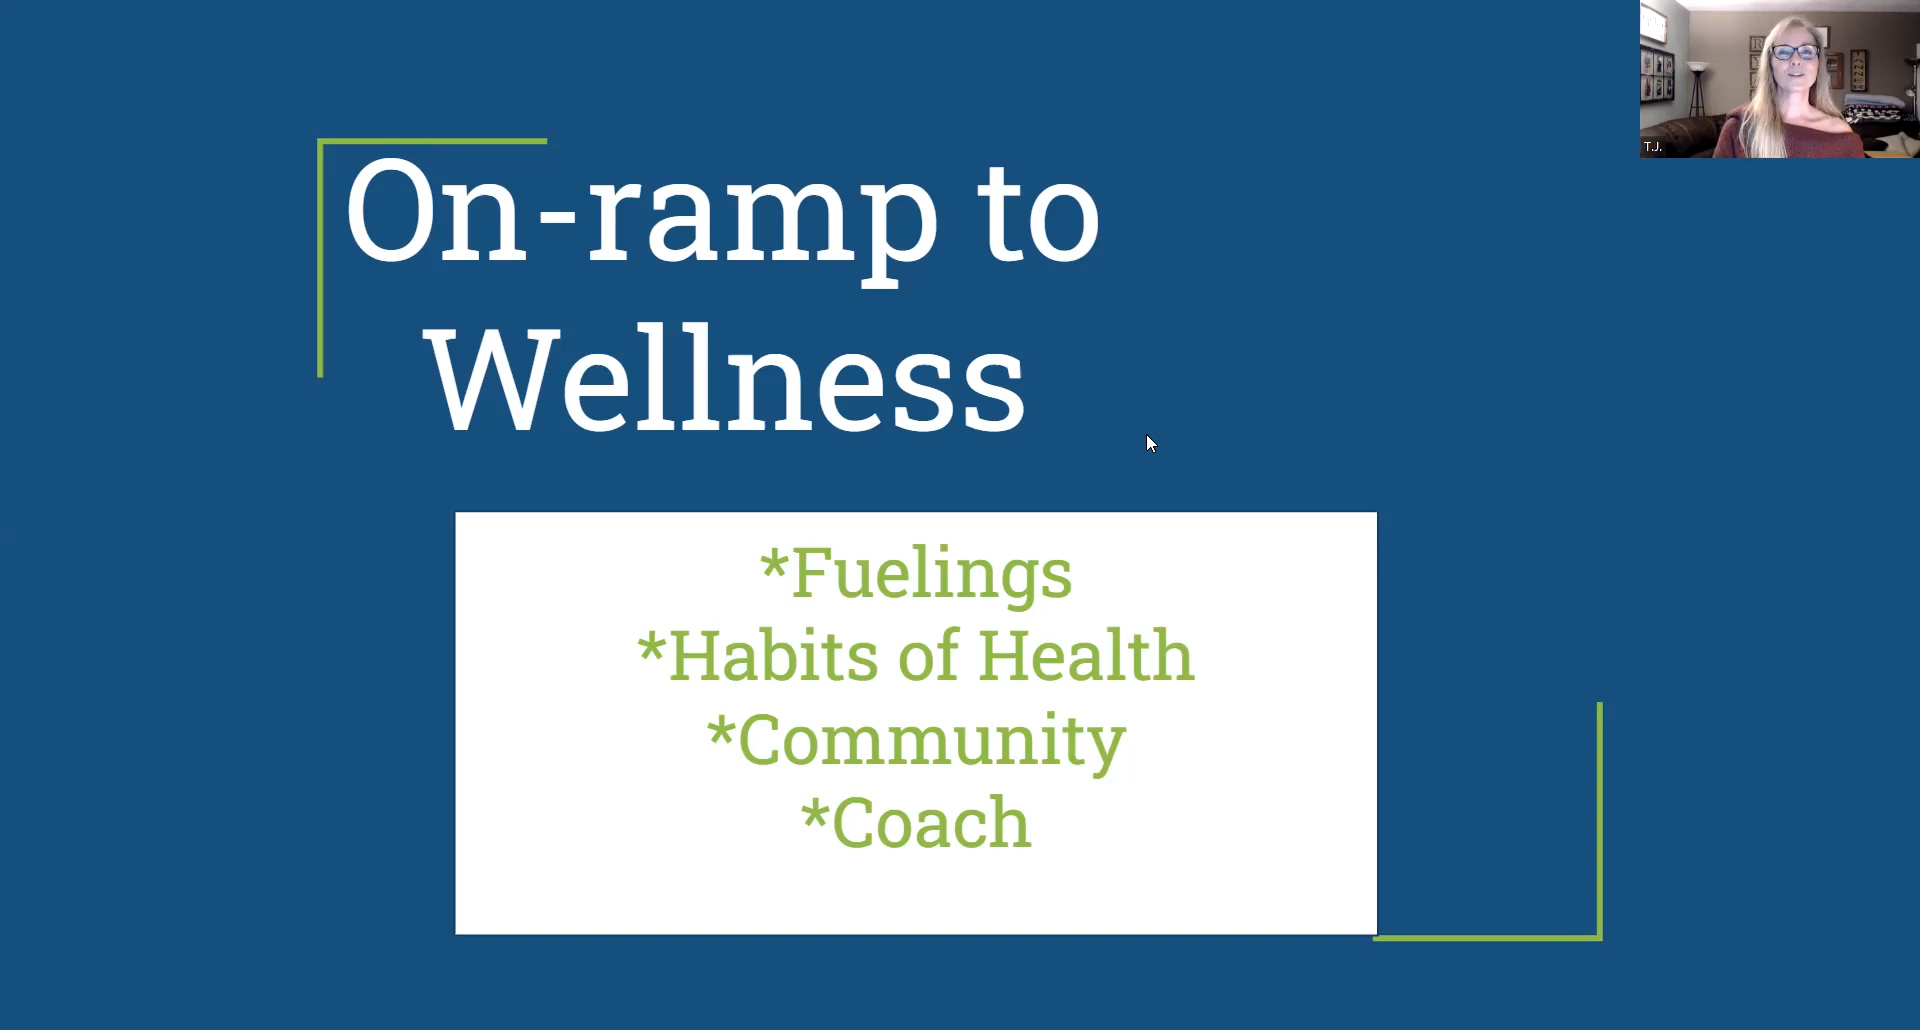 On-ramp to
Wellness
*Fuelings
*Habits of Health
*Community
*Coach
T.J.